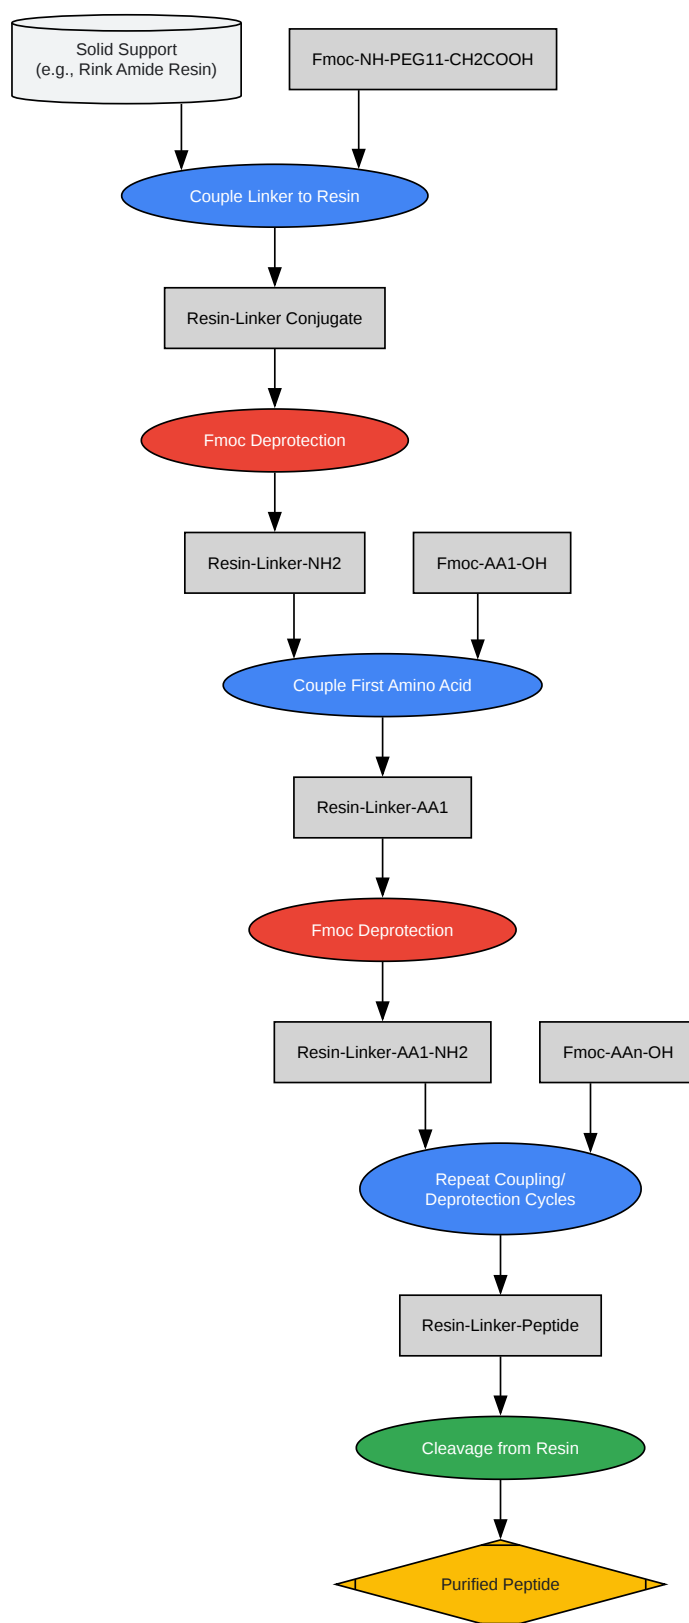 Solid Support
(e.g., Rink Amide Resin)
Fmoc-NH-PEG11-CH2COOH
Couple Linker to Resin
Resin-Linker Conjugate
Fmoc Deprotection
Resin-Linker-NH2
Fmoc-AA1-OH
Couple First Amino Acid
Resin-Linker-AA1
Fmoc Deprotection
Resin-Linker-AA1-NH2
Fmoc-AAn-OH
Repeat Coupling/
Deprotection Cycles
Resin-Linker-Peptide
Cleavage from Resin
Purified Peptide